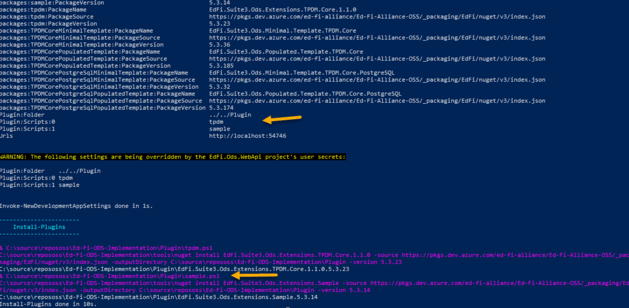 packages:sample:PackageVersion 5.3.14
packages:tpdm:PackageName EdFi.Suite3.Ods.Extensions.TPDM.Core.1.1.0
packages:tpdm:PackageSource https://pkgs.dev.azure.com/ed-fi-alliance/Ed-Fi-Alliance-OSS/_packaging/EdFi/nuget/v3/index.json
packages:tpdm:PackageVersion 5.3.23
packages:TPDMCoreMinimalTemplate:PackageName EdFi.Suite3.Ods.Minimal.Template.TPDM.Core
packages:TPDMCoreMinimalTemplate:PackageSource https://pkgs.dev.azure.com/ed-fi-alliance/Ed-Fi-Alliance-OSS/_packaging/EdFi/nuget/v3/index.json
packages:TPDMCoreMinimalTemplate:PackageVersion 5.3.36
packages:TPDMCorePopulatedTemplate:PackageName EdFi.Suite3.Ods.Populated.Template.TPDM.Core
packages:TPDMCorePopulatedTemplate:PackageSource https://pkgs.dev.azure.com/ed-fi-alliance/Ed-Fi-Alliance-OSS/_packaging/EdFi/nuget/v3/index.json
packages:TPDMCorePopulatedTemplate:PackageVersion 5.3.185
packages:TPDMCorePostgreSqlMinimalTemplate:PackageName EdFi.Suite3.Ods.Minimal.Template.TPDM.Core.PostgreSQL
packages:TPDMCorePostgreSqlMinimalTemplate:PackageSource https://pkgs.dev.azure.com/ed-fi-alliance/Ed-Fi-Alliance-OSS/_packaging/EdFi/nuget/v3/index.json
packages:TPDMCorePostgreSqlMinimalTemplate:PackageVersion 5.3.32
packages:TPDMCorePostgreSqlPopulatedTemplate:PackageName EdFi.Suite3.Ods.Populated.Template.TPDM.Core.PostgreSQL
packages:TPDMCorePostgreSqlPopulatedTemplate:PackageSource https://pkgs.dev.azure.com/ed-fi-alliance/Ed-Fi-Alliance-OSS/_packaging/EdFi/nuget/v3/index.json
packages:TPDMCorePostgreSqlPopulatedTemplate:PackageVersion 5.3.174
Plugin:Folder ../../Plugin
Plugin:Scripts:0 tpdm
Plugin:Scripts:1 sample
Urls http://localhost:54746
WARNING: The following settings are being overridden by the EdFi.Ods.WebApi project's user secrets:
Plugin:Folder ../../Plugin
Plugin:Scripts:0 tpdm
Plugin:Scripts:1 sample
Invoke-NewDevelopmentAppSettings done in 1s.
---------------------
Install-Plugins
---------------------
& C:\source\repososs\Ed-Fi-ODS-Implementation\Plugin\tpdm.ps1
C:\source\repososs\Ed-Fi-ODS-Implementation\tools\nuget install EdFi.Suite3.Ods.Extensions.TPDM.Core.1.1.0 -source https://pkgs.dev.azure.com/ed-fi-alliance/Ed-Fi-Alliance-OSS/_pac
kaging/EdFi/nuget/v3/index.json -outputDirectory C:\source\repososs\Ed-Fi-ODS-Implementation\Plugin -version 5.3.23
C:\source\repososs\Ed-Fi-ODS-Implementation\Plugin\EdFi.Suite3.Ods.Extensions.TPDM.Core.1.1.0.5.3.23
& C:\source\repososs\Ed-Fi-ODS-Implementation\Plugin\sample.ps1
C:\source\repososs\Ed-Fi-ODS-Implementation\tools\nuget install EdFi.Suite3.Ods.Extensions.Sample -source https://pkgs.dev.azure.com/ed-fi-alliance/Ed-Fi-Alliance-OSS/_packaging/Ed
Fi/nuget/v3/index.json -outputDirectory C:\source\repososs\Ed-Fi-ODS-Implementation\Plugin -version 5.3.14
C:\source\repososs\Ed-Fi-ODS-Implementation\Plugin\EdFi.Suite3.Ods.Extensions.Sample.5.3.14
Install-Plugins done in 10s.